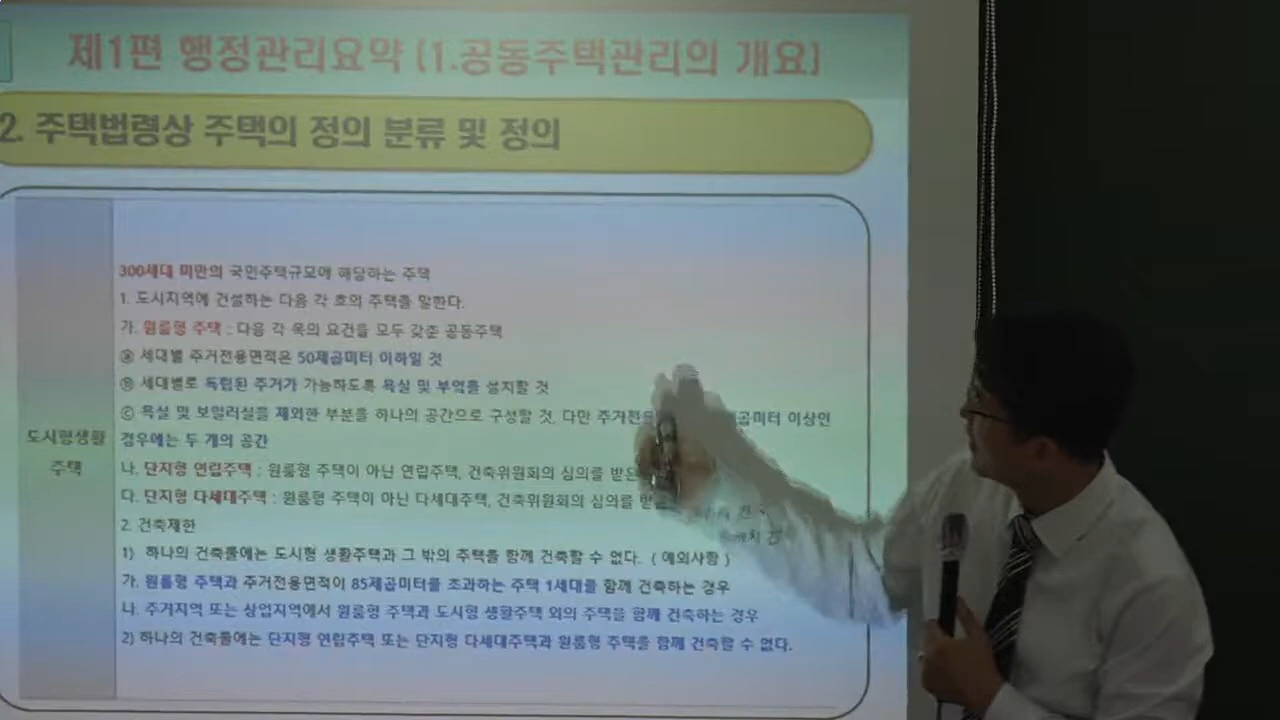 제1편 행정관리요약 (1.공동주택관리의 개요)
2. 주택법령상 주택의 정의 분류 및 정의
도시형생활
주택
300세대 미만의 국민주택규모에 해당하는 주택
1. 도시지역에 건설하는 다음 각 호의 주택을 말한다.
가. 원룸형 주택 : 다음 각 목의 요건을 모두 갖춘 공동주택
ⓐ 세대별 주거전용면적은 50제곱미터 이하일 것
ⓑ 세대별로 독립된 주거가 가능하도록 욕실 및 부엌을 설치할 것
ⓒ 욕실 및 보일러실을 제외한 부분을 하나의 공간으로 구성할 것, 다만 주거전용 이상인
경우에는 두 개의 공간
나. 단지형 연립주택 : 원룸형 주택이 아닌 연립주택, 건축위원회의 심의를 받은
다. 단지형 다세대주택 : 원룸형 주택이 아닌 다세대주택, 건축위원회의 심의를 받은
2. 건축제한
1) 하나의 건축물에는 도시형 생활주택과 그 밖의 주택을 함께 건축할 수 없다. ( 예외사항 )
가. 원룸형 주택과 주거전용면적이 85제곱미터를 초과하는 주택 1세대를 함께 건축하는 경우
나. 주거지역 또는 상업지역에서 원룸형 주택과 도시형 생활주택 외의 주택을 함께 건축하는 경우
2) 하나의 건축물에는 단지형 연립주택 또는 단지형 다세대주택과 원룸형 주택을 함께 건축할 수 없다.